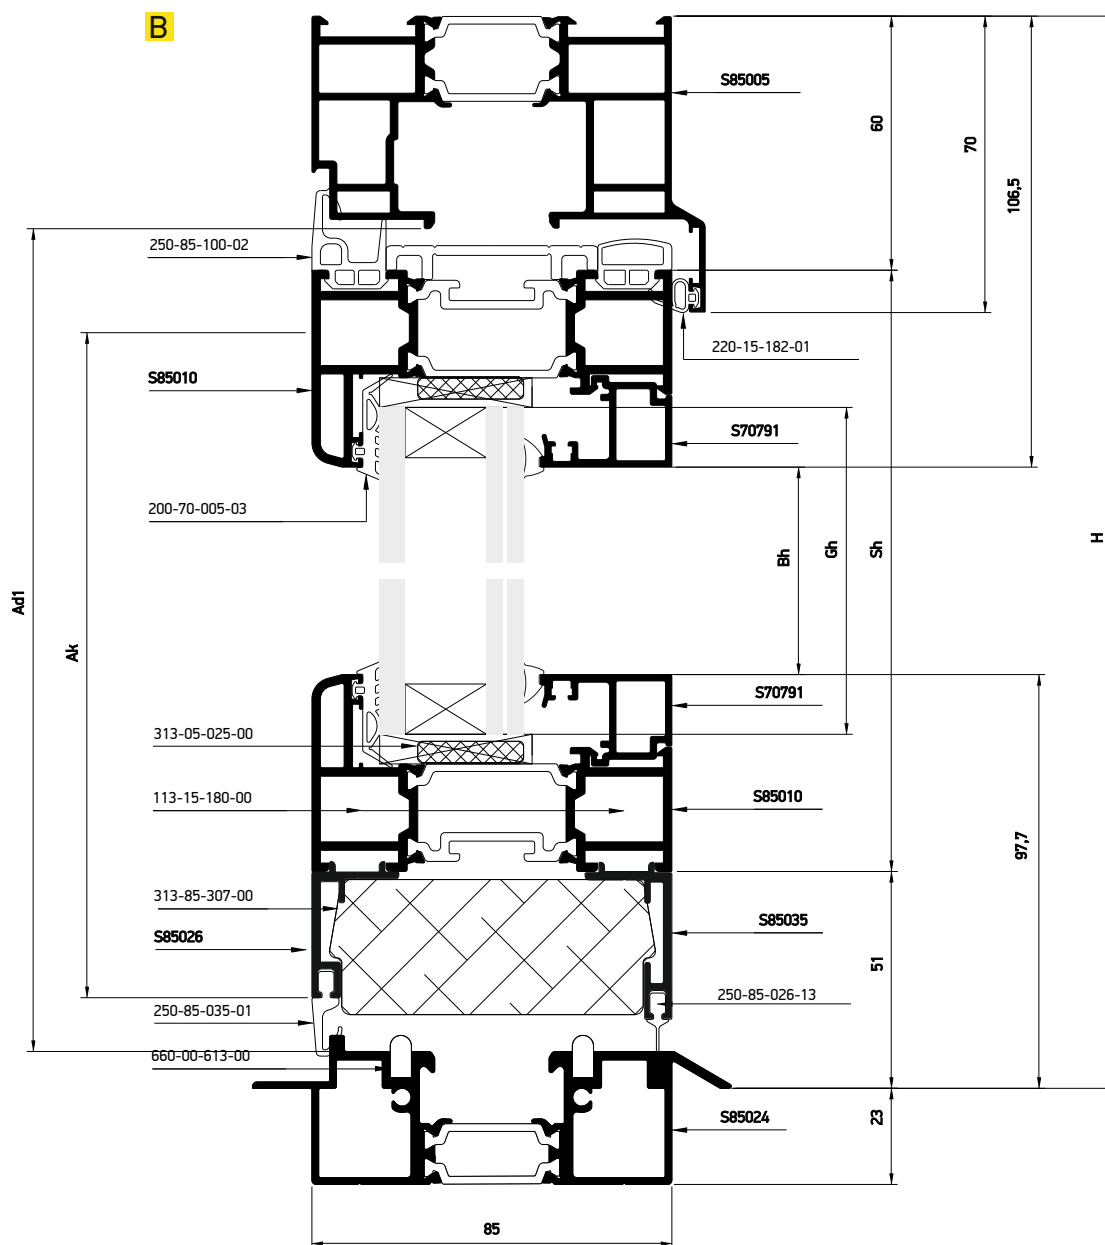 B
S85005
60
70
106,5
250-85-100-02
220-15-182-01
S85010
S70791
200-70-005-03
H
Bh
Gh
Sh
Ad1
Ak
S70791
313-05-025-00
113-15-180-00
S85010
97,7
313-85-307-00
S85035
S85026
51
250-85-026-13
250-85-035-01
660-00-613-00
S85024
23
85